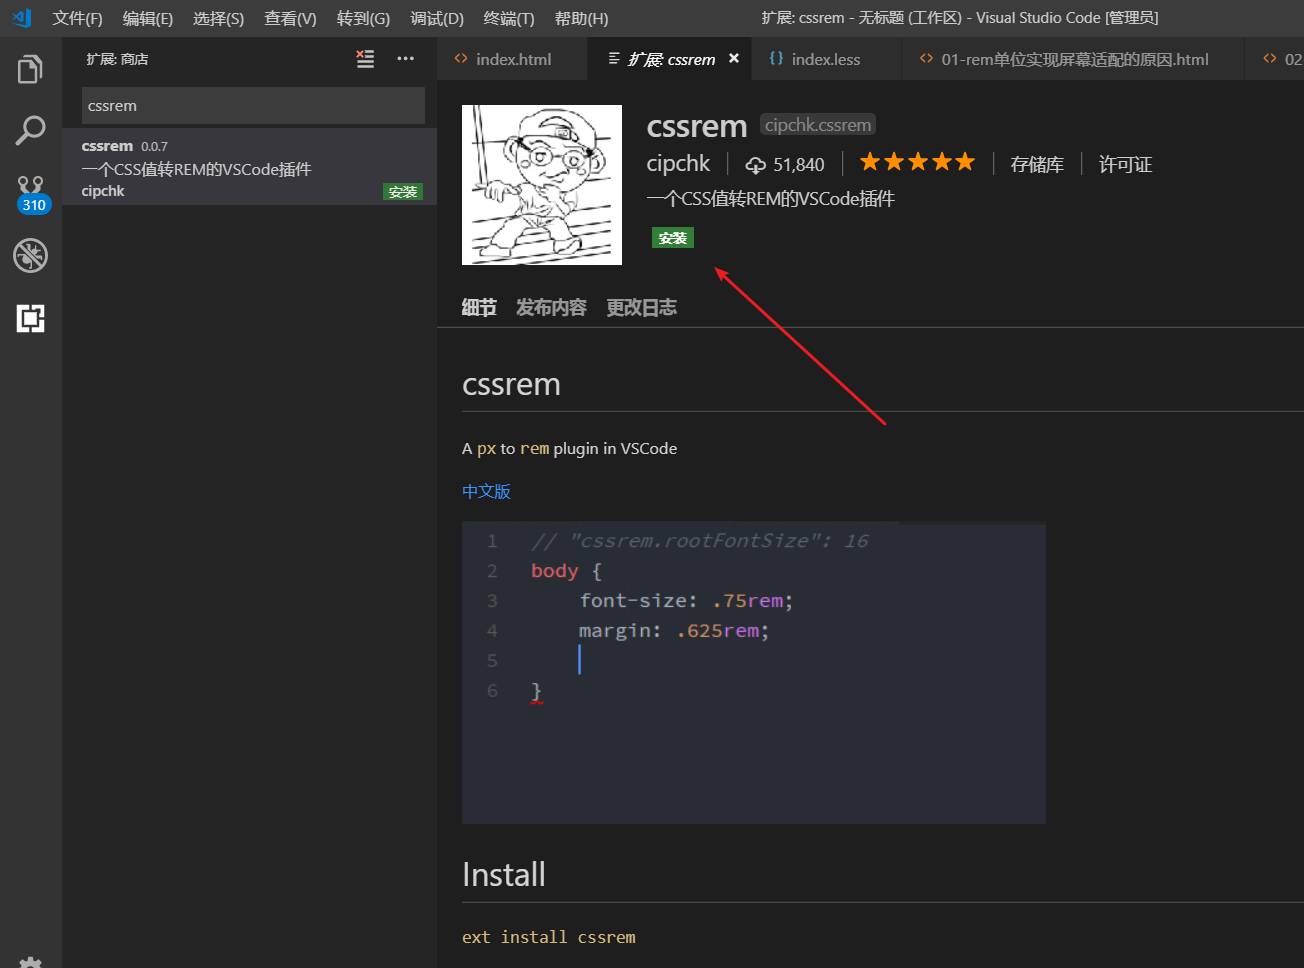 文件(F) 编辑(E) 选择(S) 查看(V) 转到(G) 调试(D) 终端(T) 帮助(H) 扩展: cssrem - 无标题 (工作区) - Visual Studio Code [管理员]
扩展: 商店
index.html 扩展: cssrem index.less 01-rem单位实现屏幕适配的原因.html 02
cssrem
cssrem 0.0.7
一个CSS值转REM的VSCode插件
cipchk 安装
310
cssrem cipchk.cssrem
cipchk 51,840 存储库 许可证
一个CSS值转REM的VSCode插件
安装
细节 发布内容 更改日志
cssrem
A px to rem plugin in VSCode
中文版
1 // "cssrem.rootFontSize": 16
2 body {
3 font-size: .75rem;
4 margin: .625rem;
5
6 }
Install
ext install cssrem